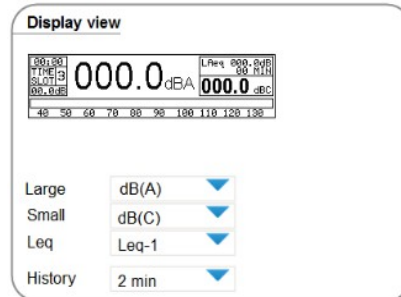 Display view
00:00 LAeq 000.0dB
TIME 3 00 MIN
SLOT 000.0 dBA 000.0 dBC
00.0dB
40 50 60 70 80 90 100 110 120 130
Large dB(A)
Small dB(C)
Leq Leq-1
History 2 min